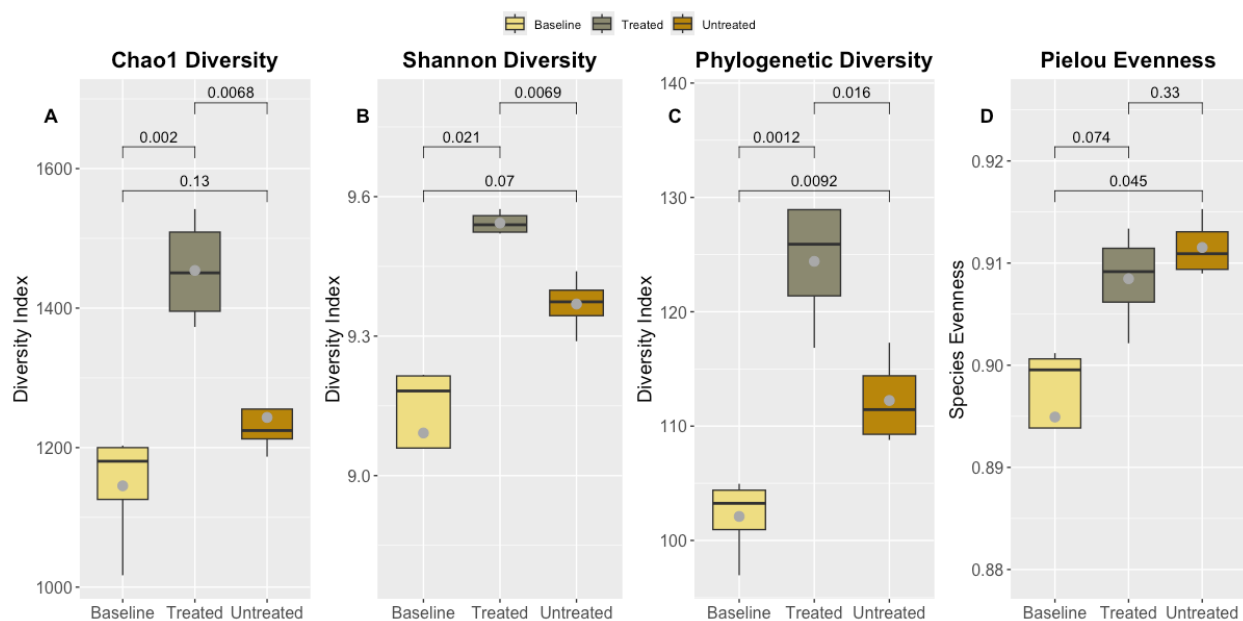 Baseline Treated Untreated
Chao1 Diversity
A
0.0068
0.002
0.13
Diversity Index
1600
1400
1200
1000
Baseline Treated Untreated
Shannon Diversity
B
0.0069
0.021
0.07
Diversity Index
9.6
9.3
9.0
Baseline Treated Untreated
Phylogenetic Diversity
C
0.016
0.0012
0.0092
Diversity Index
140
130
120
110
100
Baseline Treated Untreated
Pielou Evenness
D
0.33
0.074
0.045
Species Evenness
0.92
0.91
0.90
0.89
0.88
Baseline Treated Untreated